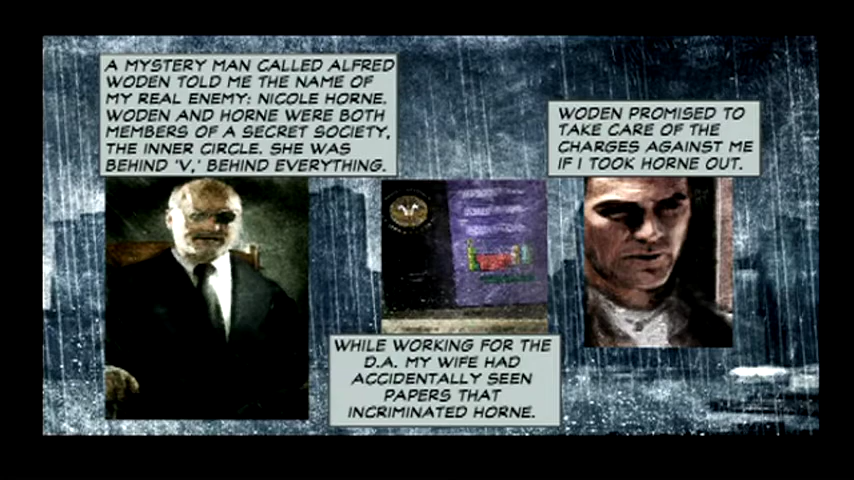 A MYSTERY MAN CALLED ALFRED
WODEN TOLD ME THE NAME OF
MY REAL ENEMY: NICOLE HORNE.
WODEN AND HORNE WERE BOTH
MEMBERS OF A SECRET SOCIETY,
THE INNER CIRCLE. SHE WAS
BEHIND 'V,' BEHIND EVERYTHING.
WHILE WORKING FOR THE
D.A. MY WIFE HAD
ACCIDENTALLY SEEN
PAPERS THAT
INCRIMINATED HORNE.
WODEN PROMISED TO
TAKE CARE OF THE
CHARGES AGAINST ME
IF I TOOK HORNE OUT.